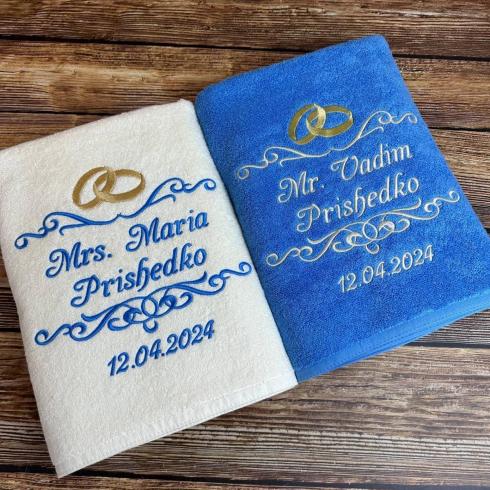 Mrs. Maria
Prishedko
12.04.2024
Mr. Vadim
Prishedko
12.04.2024